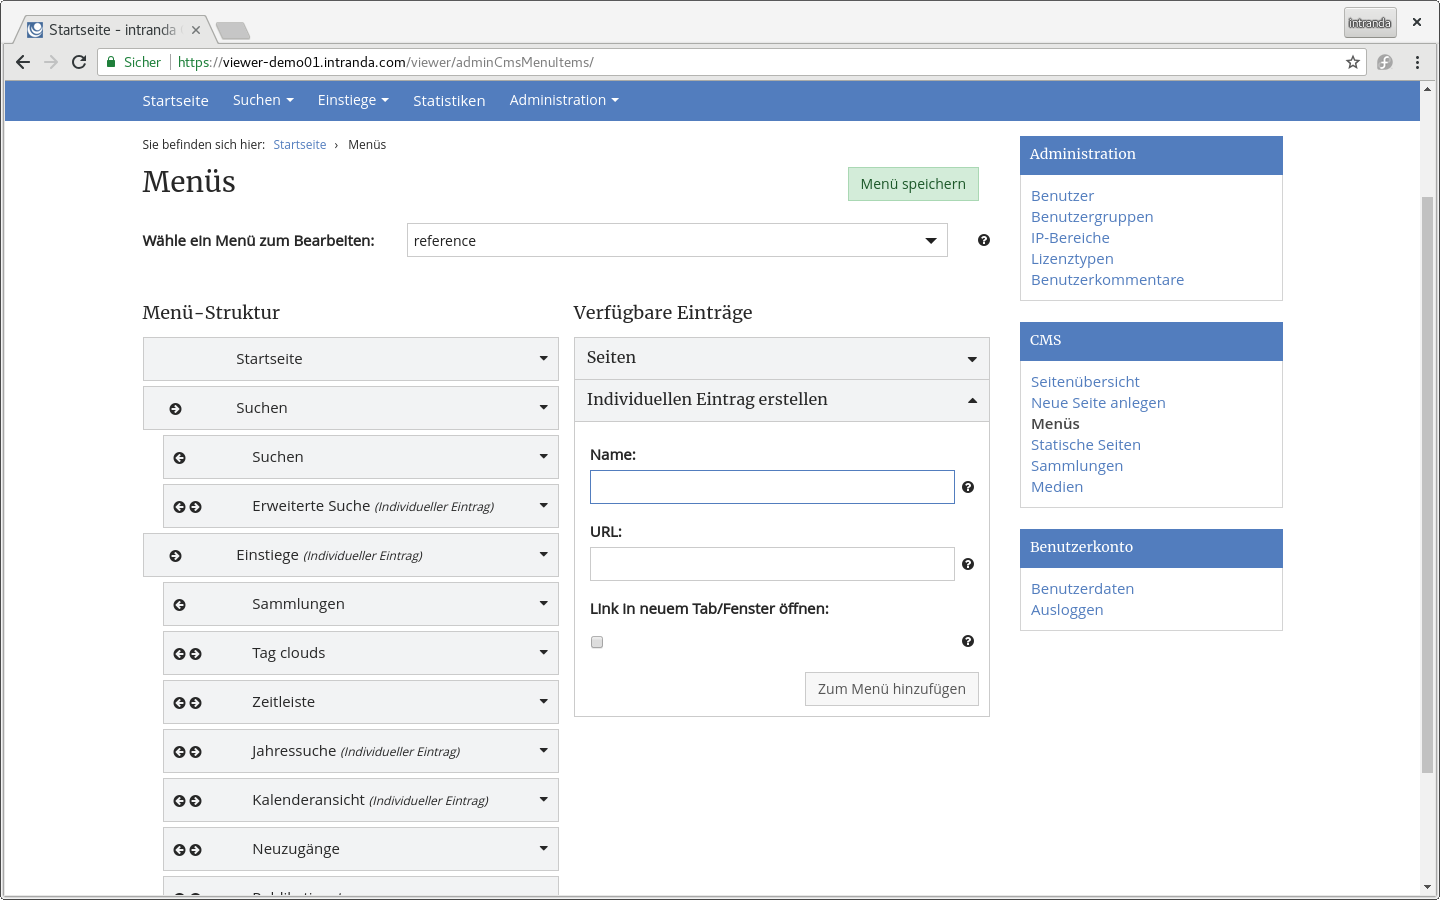 Startseite - intranda
intranda
Sicher https://viewer-demo01.intranda.com/viewer/adminCmsMenuItems/
Startseite Suchen Einstiege Statistiken Administration
Sie befinden sich hier: Startseite › Menüs
Menüs
Menü speichern
Wähle ein Menü zum Bearbeiten:
reference
Menü-Struktur
Startseite
Suchen
Suchen
Erweiterte Suche (Individueller Eintrag)
Einstiege (Individueller Eintrag)
Sammlungen
Tag clouds
Zeitleiste
Jahressuche (Individueller Eintrag)
Kalenderansicht (Individueller Eintrag)
Neuzugänge
Verfügbare Einträge
Seiten
Individuellen Eintrag erstellen
Name:
URL:
Link in neuem Tab/Fenster öffnen:
Zum Menü hinzufügen
Administration
Benutzer
Benutzergruppen
IP-Bereiche
Lizenztypen
Benutzerkommentare
CMS
Seitenübersicht
Neue Seite anlegen
Menüs
Statische Seiten
Sammlungen
Medien
Benutzerkonto
Benutzerdaten
Ausloggen